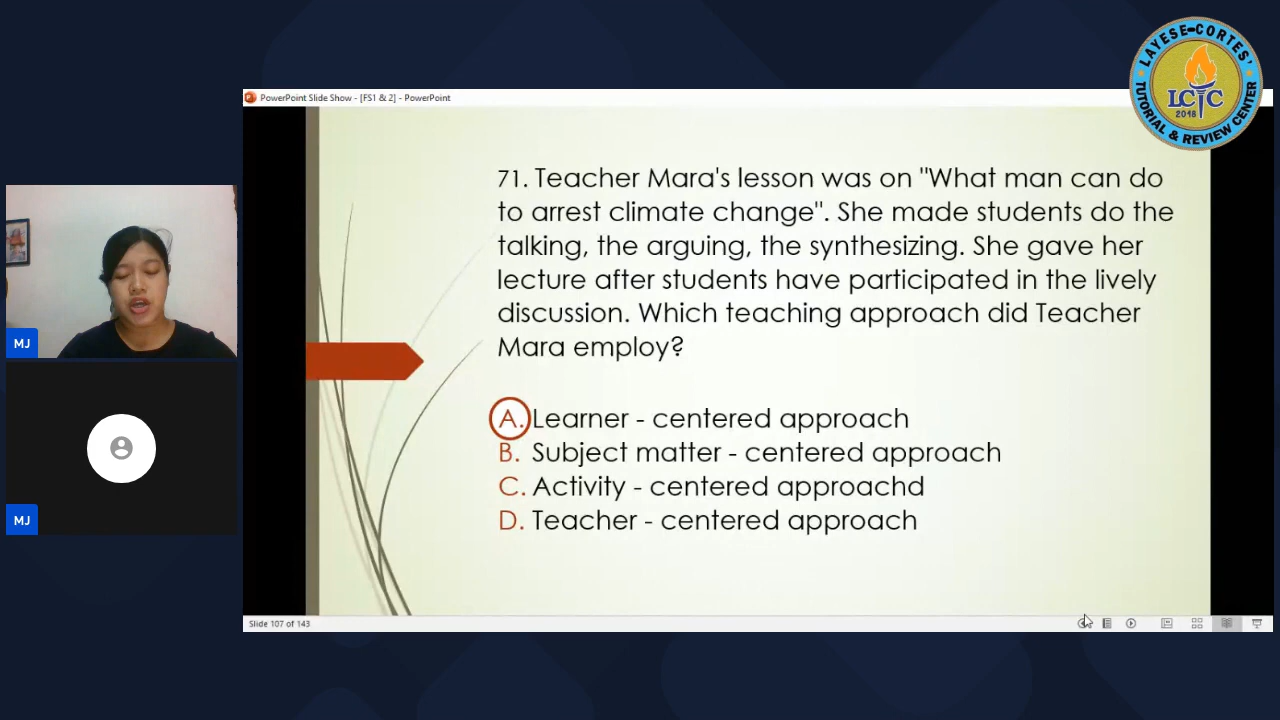 LAYESE-CORTES'
LCTC
2018
TUTORIAL & REVIEW CENTER
PowerPoint Slide Show - [FS1 & 2] - PowerPoint
71. Teacher Mara's lesson was on "What man can do
to arrest climate change". She made students do the
talking, the arguing, the synthesizing. She gave her
lecture after students have participated in the lively
discussion. Which teaching approach did Teacher
Mara employ?
A. Learner - centered approach
B. Subject matter - centered approach
C. Activity - centered approachd
D. Teacher - centered approach
MJ
MJ
Slide 107 of 143